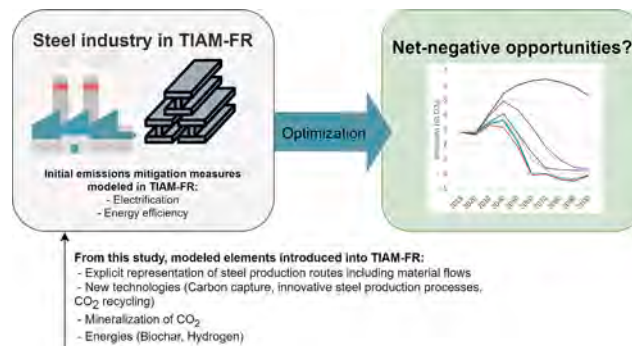 Steel industry in TIAM-FR
Initial emissions mitigation measures
modeled in TIAM-FR:
- Electrification
- Energy efficiency
Optimization
Net-negative opportunities?
From this study, modeled elements introduced into TIAM-FR:
- Explicit representation of steel production routes including material flows
- New technologies (Carbon capture, innovative steel production processes,
CO2 recycling)
- Mineralization of CO2
- Energies (Biochar, Hydrogen)